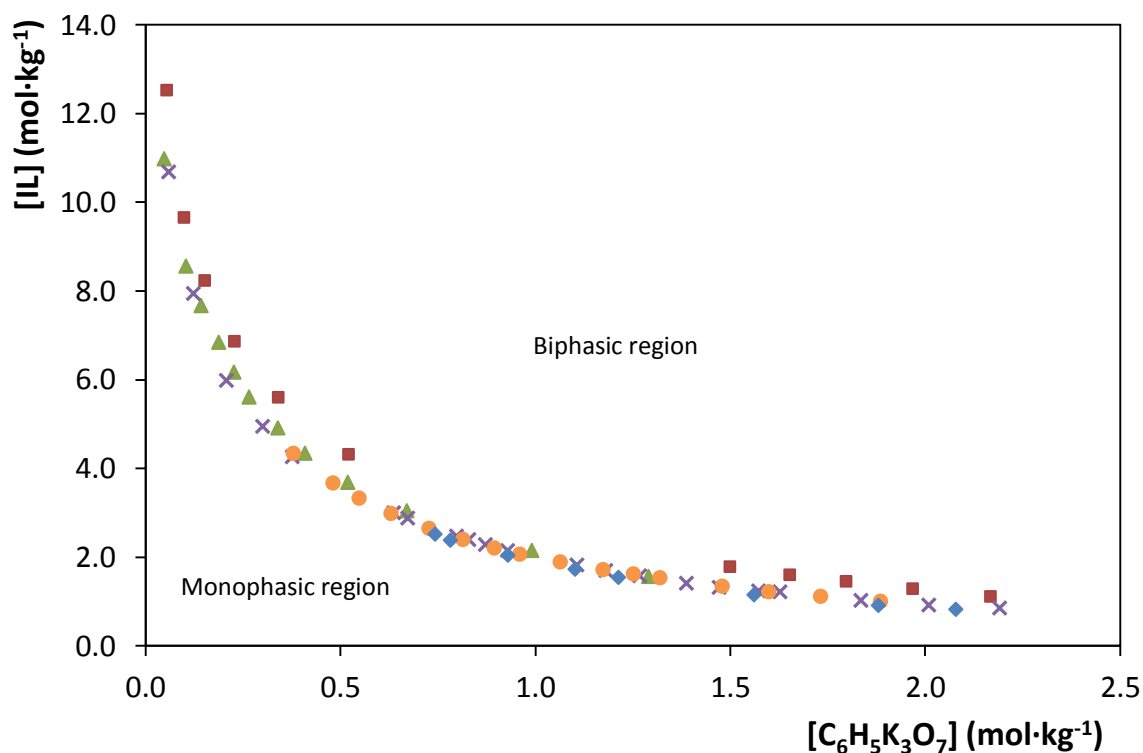 [IL] (mol·kg⁻¹)
14.0
12.0
10.0
8.0
6.0
4.0
2.0
0.0
Biphasic region
Monophasic region
0.0 0.5 1.0 1.5 2.0 2.5
[C₆H₅K₃O₇] (mol·kg⁻¹)